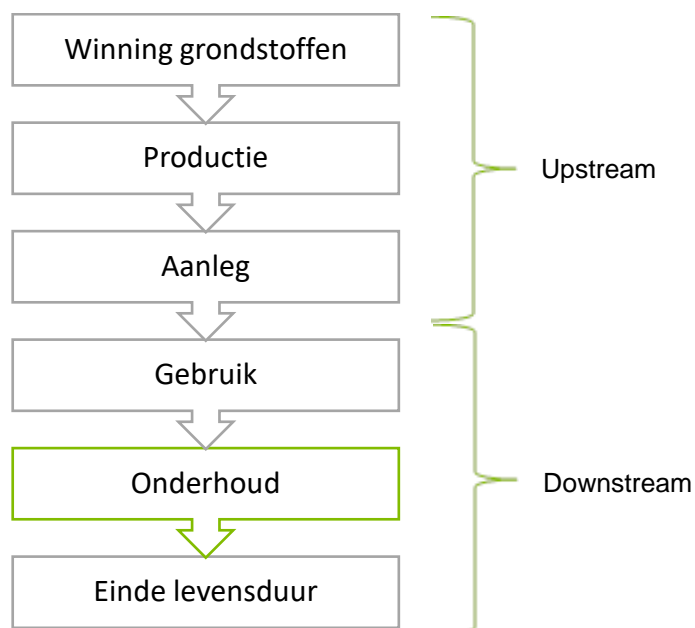 Winning grondstoffen
Productie
Upstream
Aanleg
Gebruik
Onderhoud
Downstream
Einde levensduur